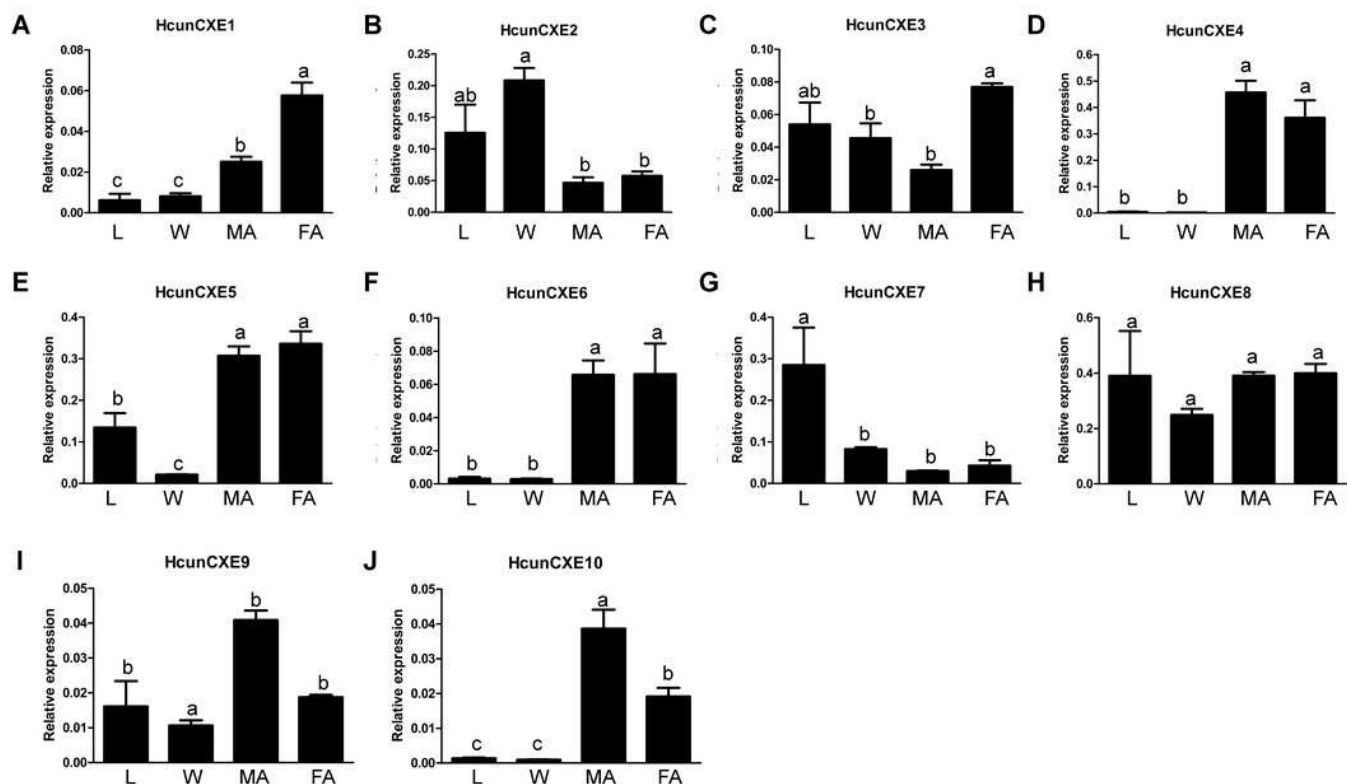 A
HcunCXE1
Relative expression
0.08
0.06
0.04
0.02
0.00
c
c
b
a
L
W
MA
FA
B
HcunCXE2
Relative expression
0.25
0.20
0.15
0.10
0.05
0.00
ab
a
b
b
L
W
MA
FA
C
HcunCXE3
Relative expression
0.10
0.08
0.06
0.04
0.02
0.00
ab
b
b
a
L
W
MA
FA
D
HcunCXE4
Relative expression
0.6
0.5
0.4
0.3
0.2
0.1
0.0
b
b
a
a
L
W
MA
FA
E
HcunCXE5
Relative expression
0.4
0.3
0.2
0.1
0.0
b
c
a
a
L
W
MA
FA
F
HcunCXE6
Relative expression
0.10
0.08
0.06
0.04
0.02
0.00
b
b
a
a
L
W
MA
FA
G
HcunCXE7
Relative expression
0.4
0.3
0.2
0.1
0.0
a
b
b
b
L
W
MA
FA
H
HcunCXE8
Relative expression
0.6
0.4
0.2
0.0
a
a
a
a
L
W
MA
FA
I
HcunCXE9
Relative expression
0.05
0.04
0.03
0.02
0.01
0.00
b
a
b
b
L
W
MA
FA
J
HcunCXE10
Relative expression
0.05
0.04
0.03
0.02
0.01
0.00
c
c
a
b
L
W
MA
FA